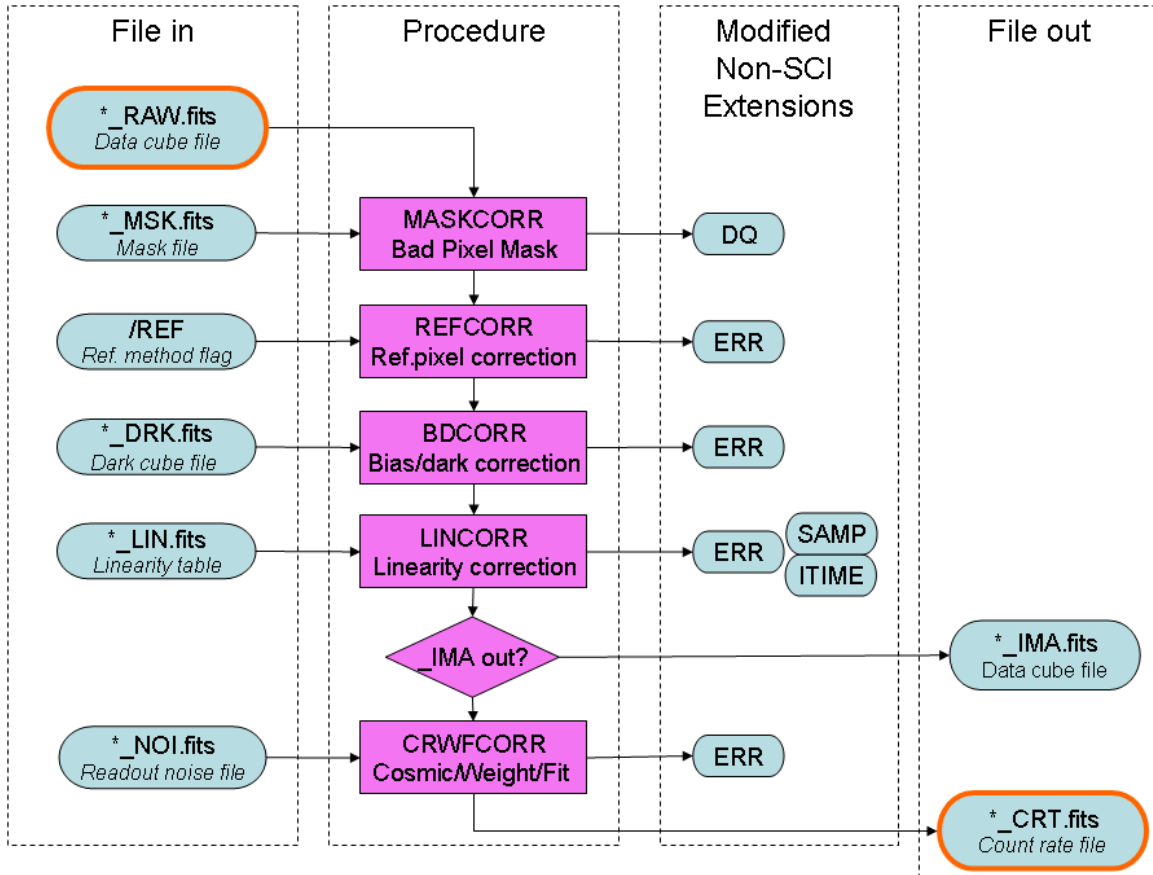 File in
Procedure
Modified
Non-SCI
Extensions
File out
*_RAW.fits
Data cube file
*_MSK.fits
Mask file
MASKCORR
Bad Pixel Mask
DQ
/REF
Ref. method flag
REFCORR
Ref.pixel correction
ERR
*_DRK.fits
Dark cube file
BDCORR
Bias/dark correction
ERR
*_LIN.fits
Linearity table
LINCORR
Linearity correction
ERR
SAMP
ITIME
_IMA out?
*_IMA.fits
Data cube file
*_NOI.fits
Readout noise file
CRWFCORR
Cosmic/Weight/Fit
ERR
*_CRT.fits
Count rate file